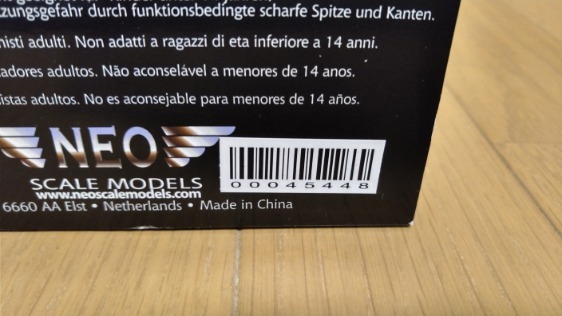 zungsgefahr durch funktionsbedingte scharfe Spitze und Kanten.
nisti adulti. Non adatti a ragazzi di eta inferiore a 14 anni.
adores adultos. Não aconselável a menores de 14 anos.
istas adultos. No es aconsejable para menores de 14 años.
NEO
SCALE MODELS
www.neoscalemodels.com
00045448
6660 AA Elst • Netherlands • Made in China